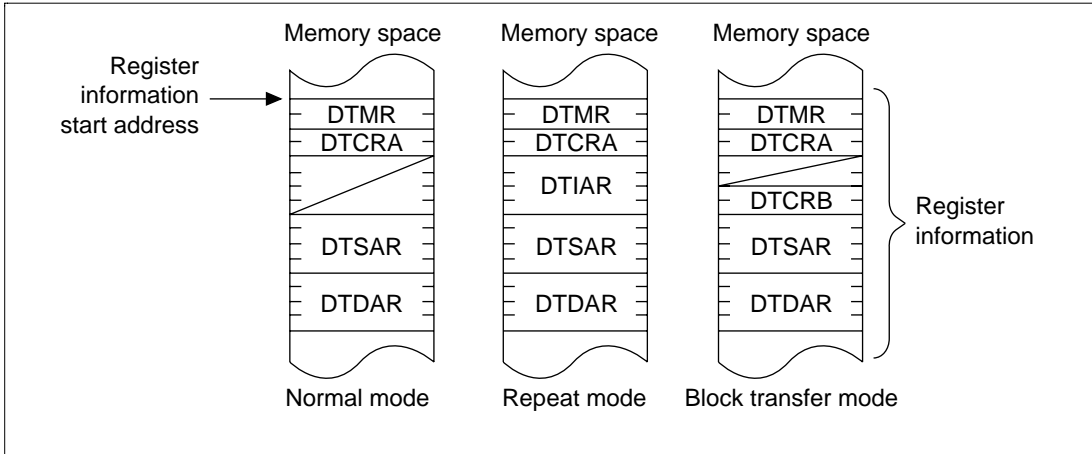 Memory space
Memory space
Memory space
Register
information
start address
DTMR
DTCRA
DTSAR
DTDAR
DTMR
DTCRA
DTIAR
DTSAR
DTDAR
DTMR
DTCRA
DTCRB
DTSAR
DTDAR
Register
information
Normal mode
Repeat mode
Block transfer mode